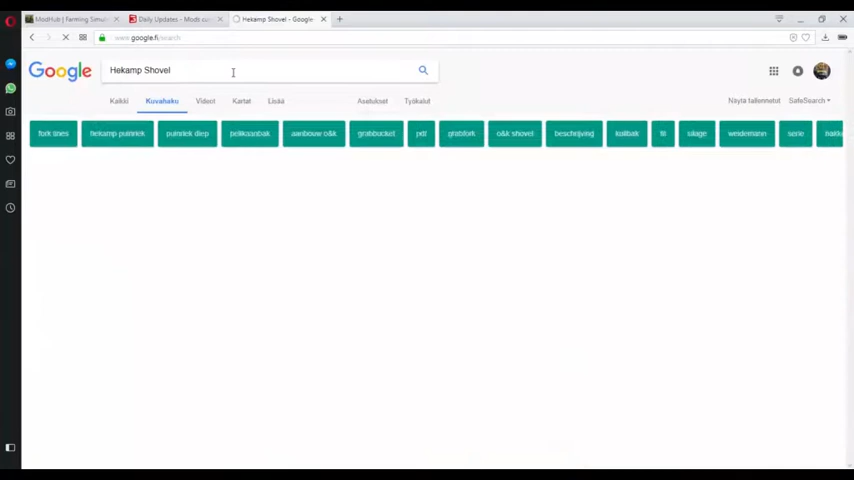 ModHub | Farming Simula
Daily Updates - Mods cu
Hekamp Shovel - Google
www.google.fi/search
Google
Hekamp Shovel
Kaikki Kuvahaku Videot Kartat Lisää Asetukset Työkalut Näytä tallennetut SafeSearch
fork tines hekamp puinriek puinriek diep pelikaanbak aanbouw o&k grabbucket pdf grabfork o&k shovel beschrijving kuilbak silage weidemann serie